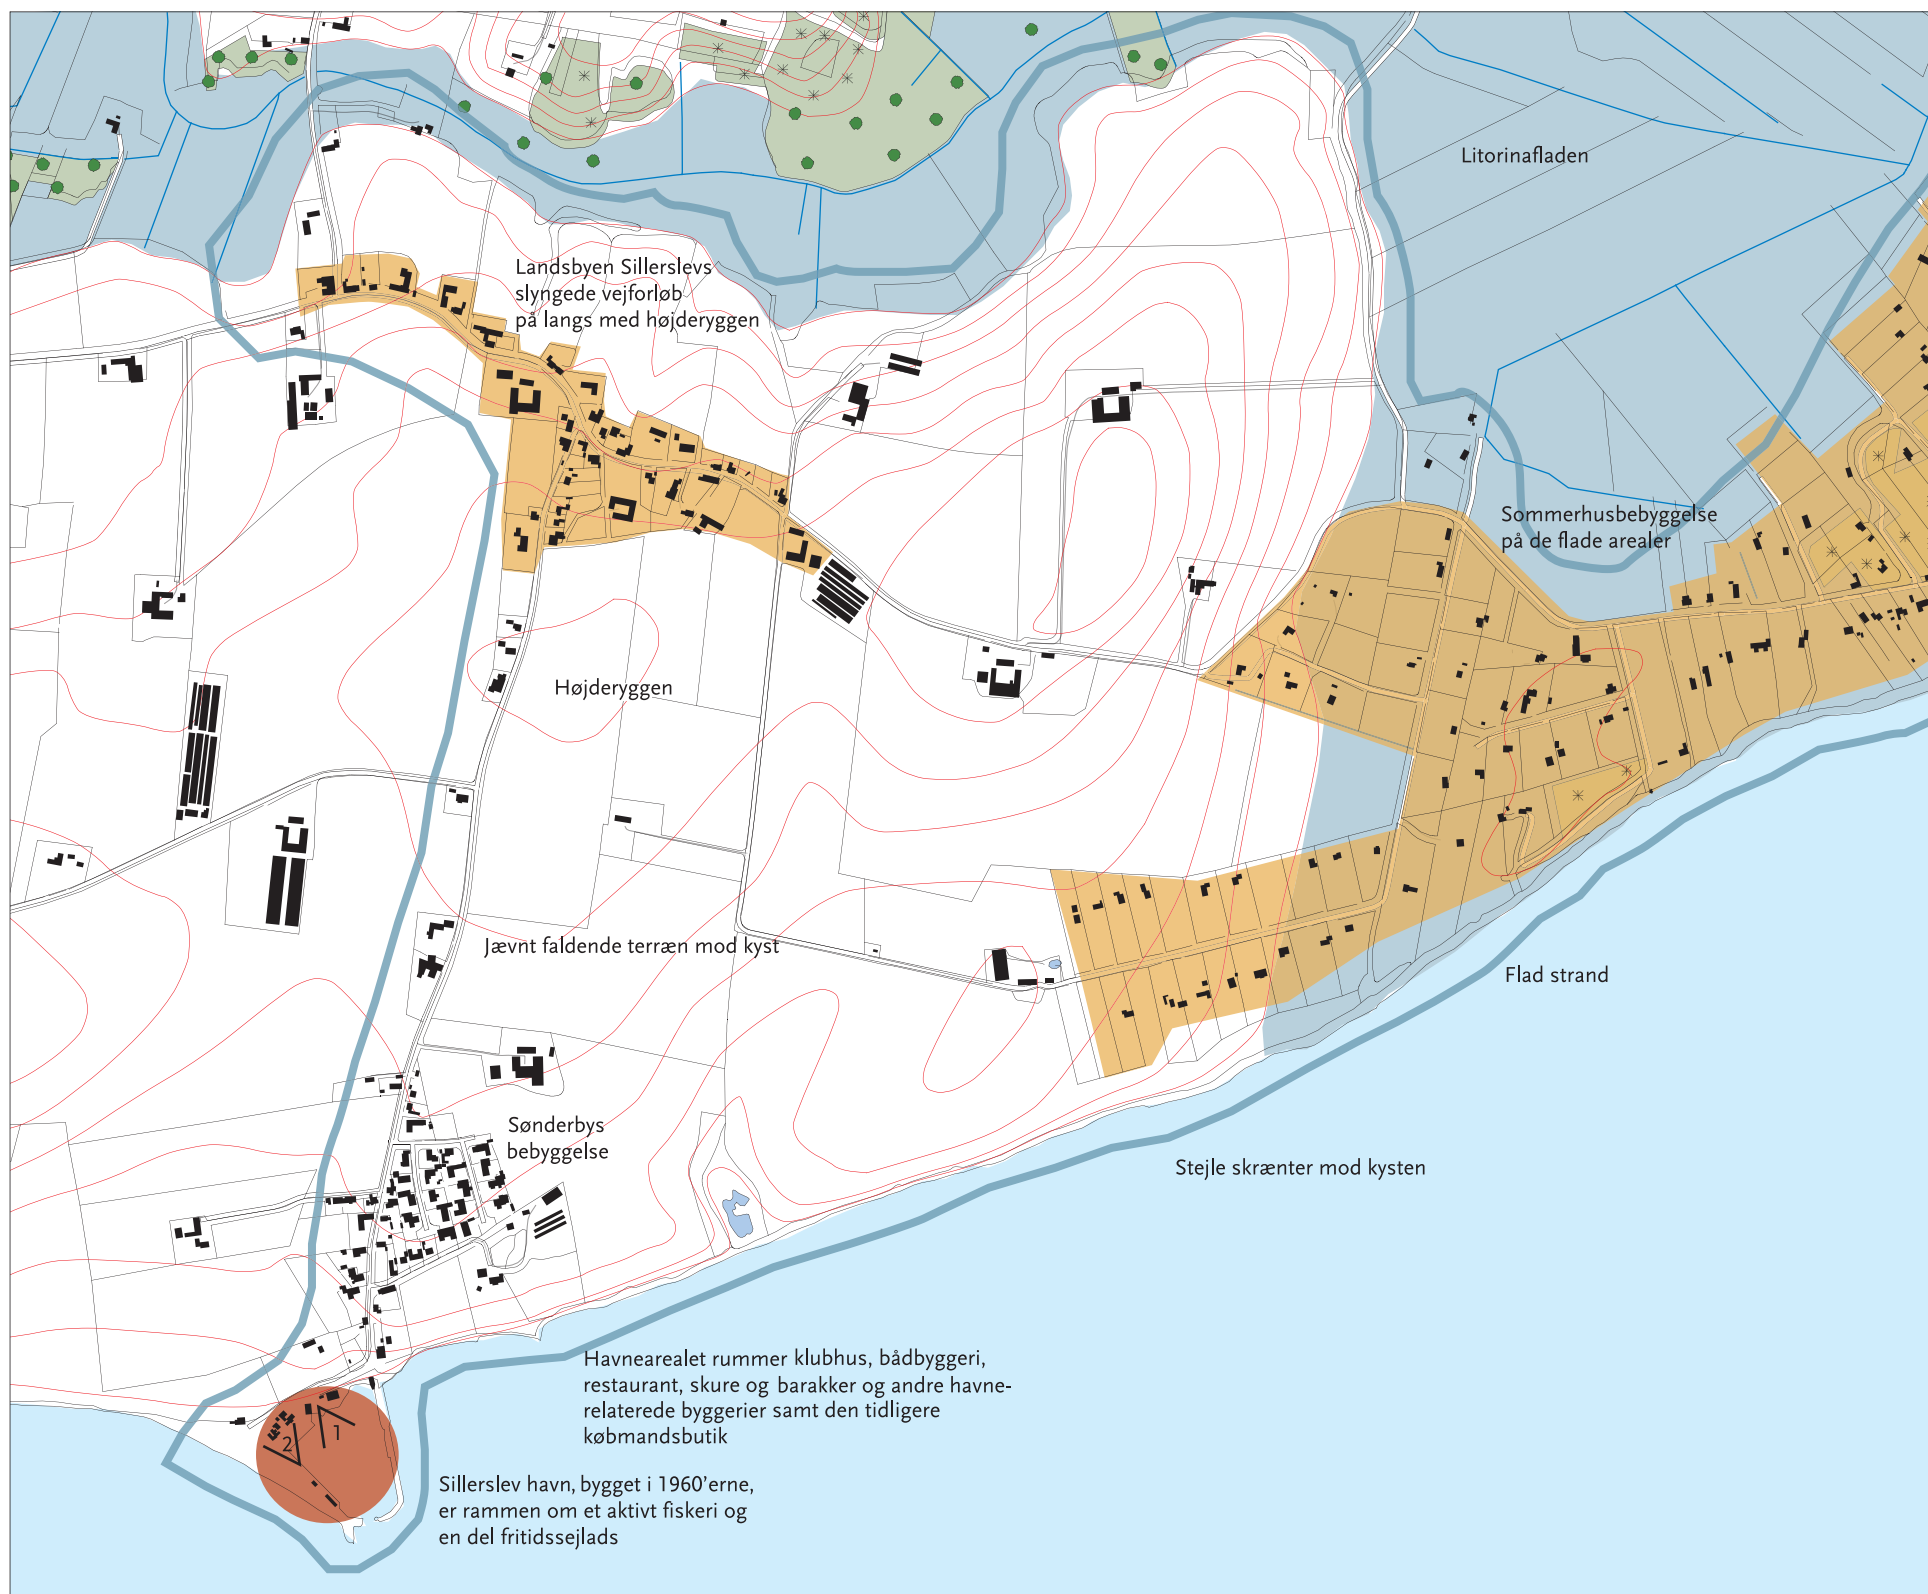 Litorinafladen
Landsbyen Sillerslevs
slyngede vejforløb
på langs med højderyggen
Sommerhusbebyggelse
på de flade arealer
Højderyggen
Jævnt faldende terræn mod kyst
Flad strand
Sønderbys
bebyggelse
Stejle skrænter mod kysten
Havnearealet rummer klubhus, bådbyggeri,
restaurant, skure og barakker og andre havne-
relaterede byggerier samt den tidligere
købmandsbutik
1
2
Sillerslev havn, bygget i 1960’erne,
er rammen om et aktivt fiskeri og
en del fritidssejlads